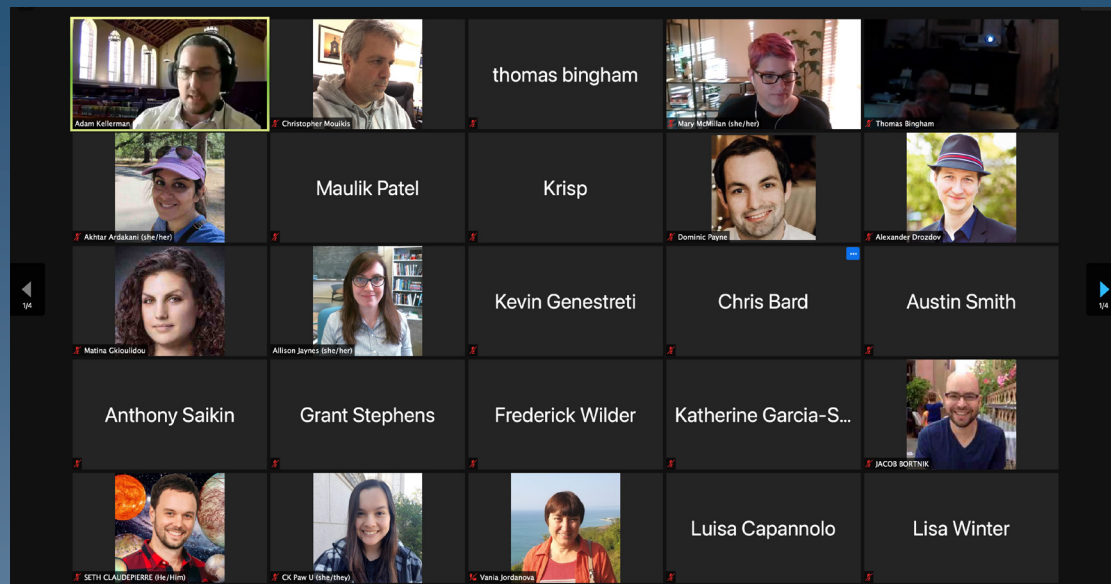 Adam Kellerman
Christopher Mouikis
thomas bingham
Mary McMillan (she/her)
Thomas Bingham
Akhtar Ardakani (she/her)
Maulik Patel
Krisp
Dominic Payne
Alexander Drozdov
1/4
Matina Gkioulidou
Allison Jaynes (she/her)
Kevin Genestreti
Chris Bard
Austin Smith
1/4
Anthony Saikin
Grant Stephens
Frederick Wilder
Katherine Garcia-S...
JACOB BORTNIK
SETH CLAUDEPIERRE (He/Him)
CK Paw U (she/they)
Vania Jordanova
Luisa Capannolo
Lisa Winter